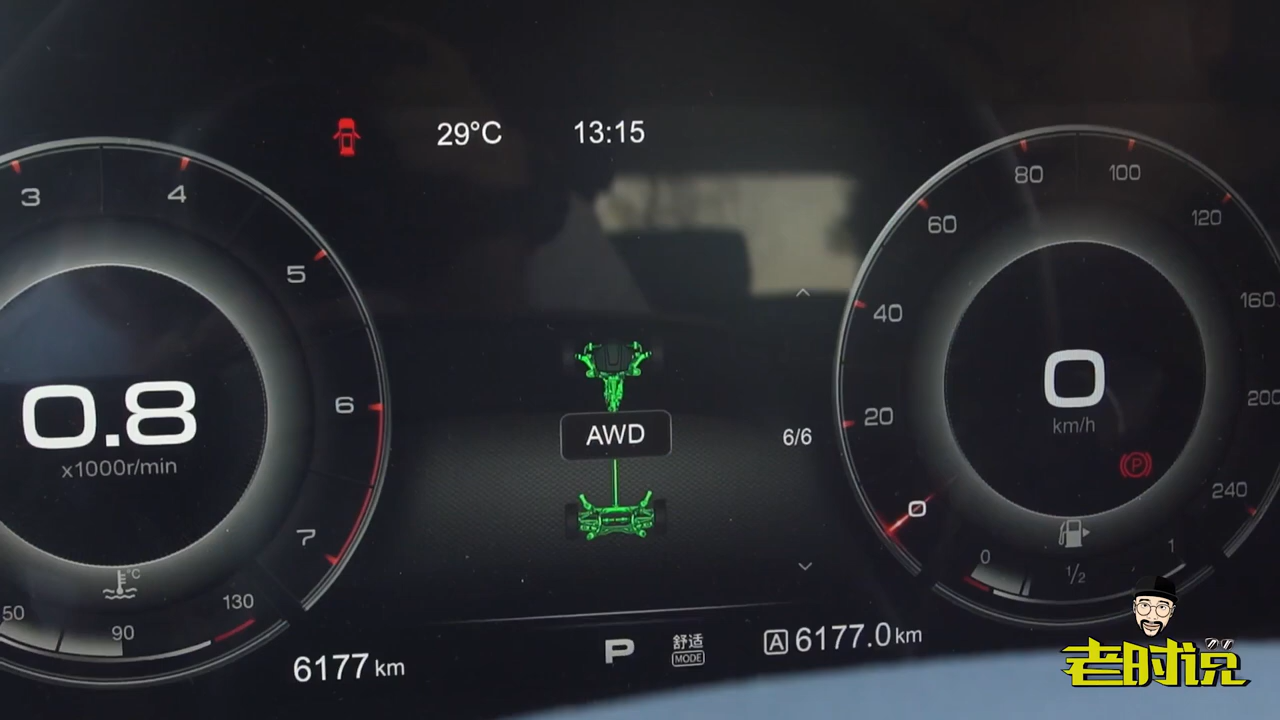 29°C
13:15
3
4
5
6
7
0.8
x1000r/min
°C
50
90
130
6177 km
AWD
6/6
P
舒适
MODE
A 6177.0 km
0
20
40
60
80
100
120
160
200
240
0
km/h
P
0
1/2
1
老时说